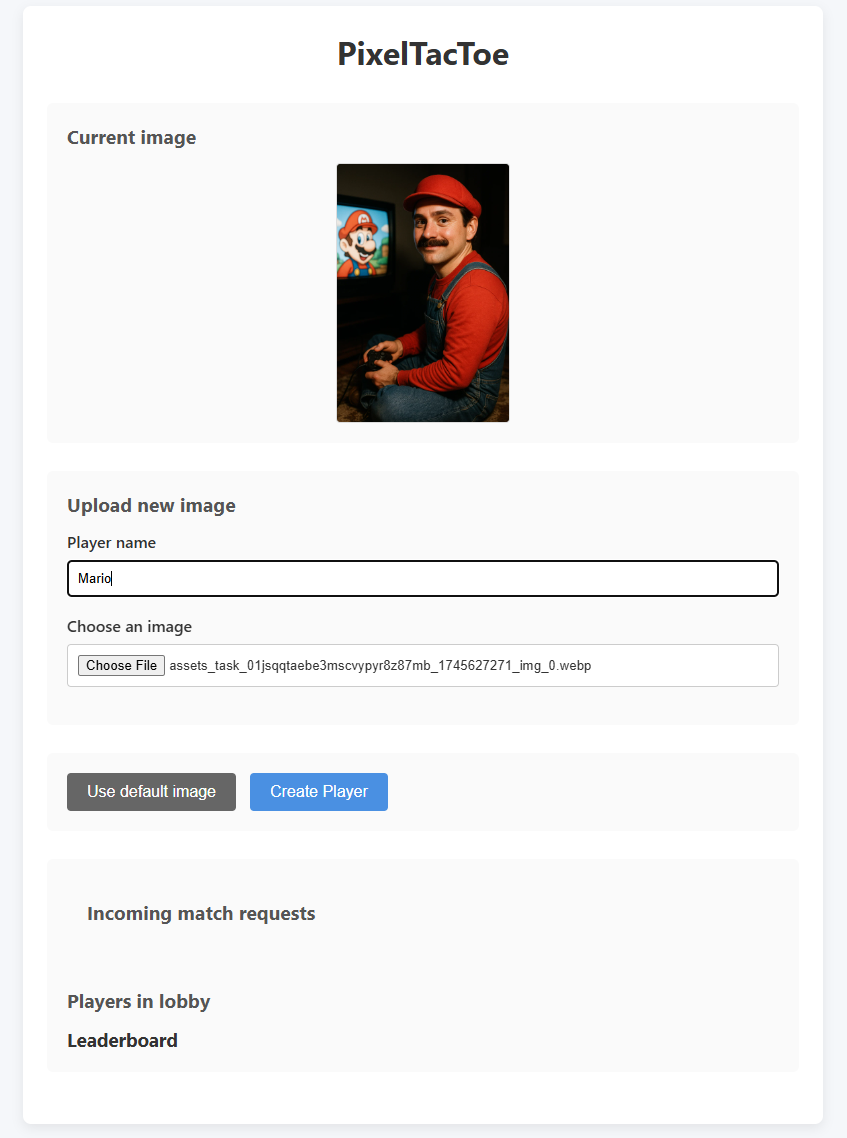 PixelTacToe
Current image
Upload new image
Player name
Mario
Choose an image
Choose File assets_task_01jsqqtaebe3mscvypyr8z87mb_1745627271_img_0.webp
Use default image Create Player
Incoming match requests
Players in lobby
Leaderboard